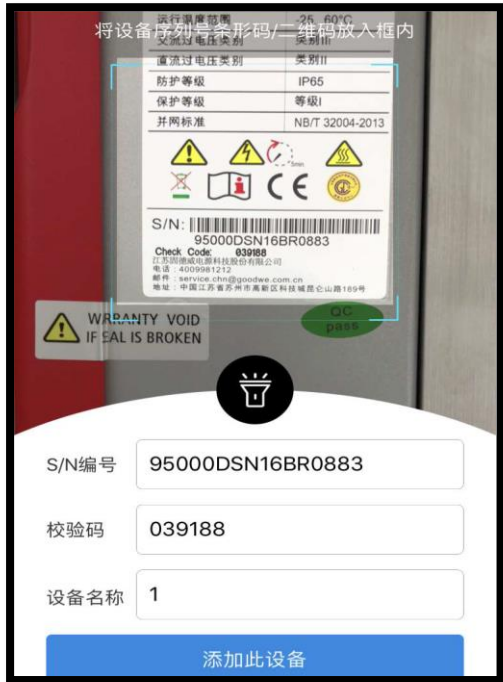 将设备序列号条形码/二维码放入框内
运行温度范围 -25 60℃
交流过电压类别 类别III
直流过电压类别 类别II
防护等级 IP65
保护等级 等级I
并网标准 NB/T 32004-2013
5min
CE
S/N:
95000DSN16BR0883
Check Code: 039188
江苏固德威电源科技股份有限公司
电话：4009981212
邮件：service.chn@goodwe.com.cn
地址：中国江苏省苏州市高新区科技城昆仑山路189号
WRRANTY VOID
IF EAL IS BROKEN
QC
pass
S/N编号 95000DSN16BR0883
校验码 039188
设备名称 1
添加此设备